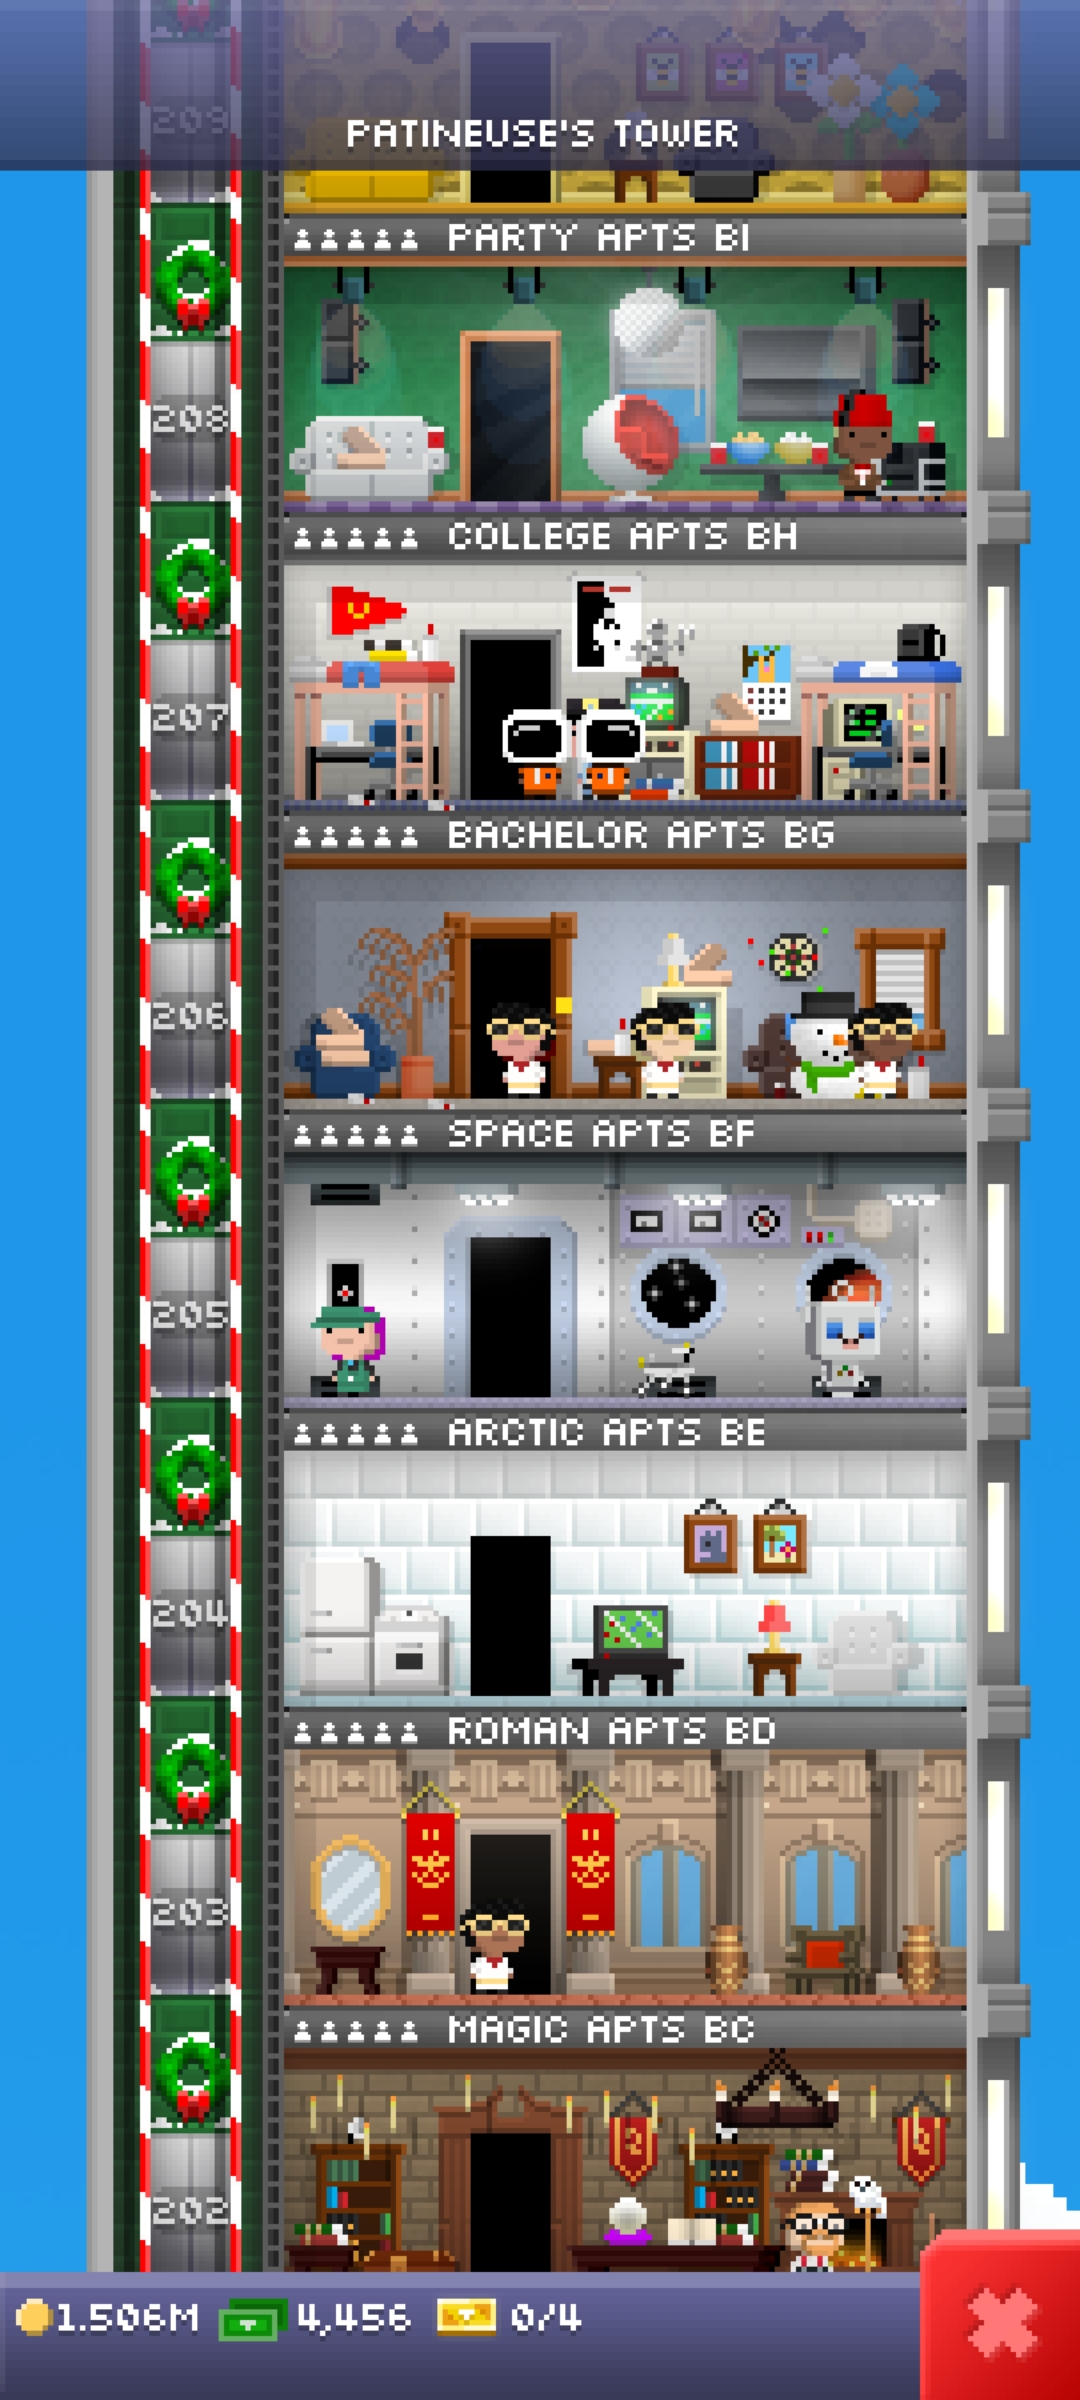 209
PATINEUSE'S TOWER
PARTY APTS BI
208
COLLEGE APTS BH
207
BACHELOR APTS BG
206
SPACE APTS BF
205
ARCTIC APTS BE
204
ROMAN APTS BD
203
MAGIC APTS BC
202
1.506M 4,456 0/4